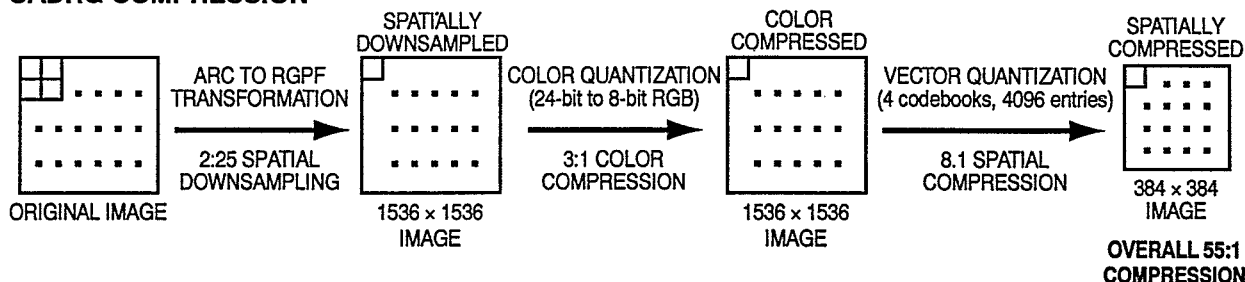 CADRG COMPRESSION
ORIGINAL IMAGE
ARC TO RGPF
TRANSFORMATION
2:25 SPATIAL
DOWNSAMPLING
SPATIALLY
DOWNSAMPLED
1536 × 1536
IMAGE
COLOR QUANTIZATION
(24-bit to 8-bit RGB)
3:1 COLOR
COMPRESSION
COLOR
COMPRESSED
1536 × 1536
IMAGE
VECTOR QUANTIZATION
(4 codebooks, 4096 entries)
8.1 SPATIAL
COMPRESSION
SPATIALLY
COMPRESSED
384 × 384
IMAGE
OVERALL 55:1
COMPRESSION